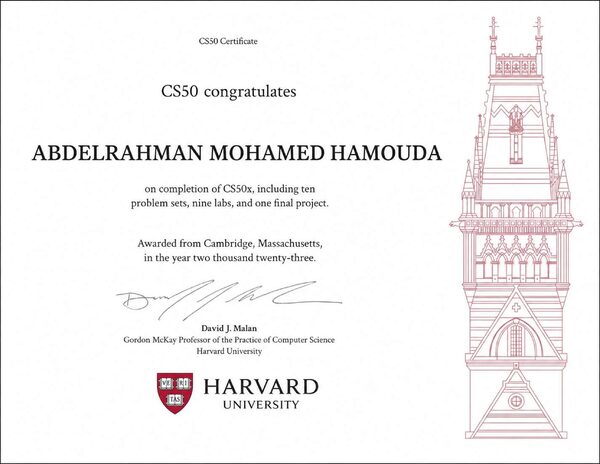 CS50 Certificate
CS50 congratulates
ABDELRAHMAN MOHAMED HAMOUDA
on completion of CS50x, including ten
problem sets, nine labs, and one final project.
Awarded from Cambridge, Massachusetts,
in the year two thousand twenty-three.
David J. Malan
Gordon McKay Professor of the Practice of Computer Science
Harvard University
VE RI
TAS
HARVARD
UNIVERSITY